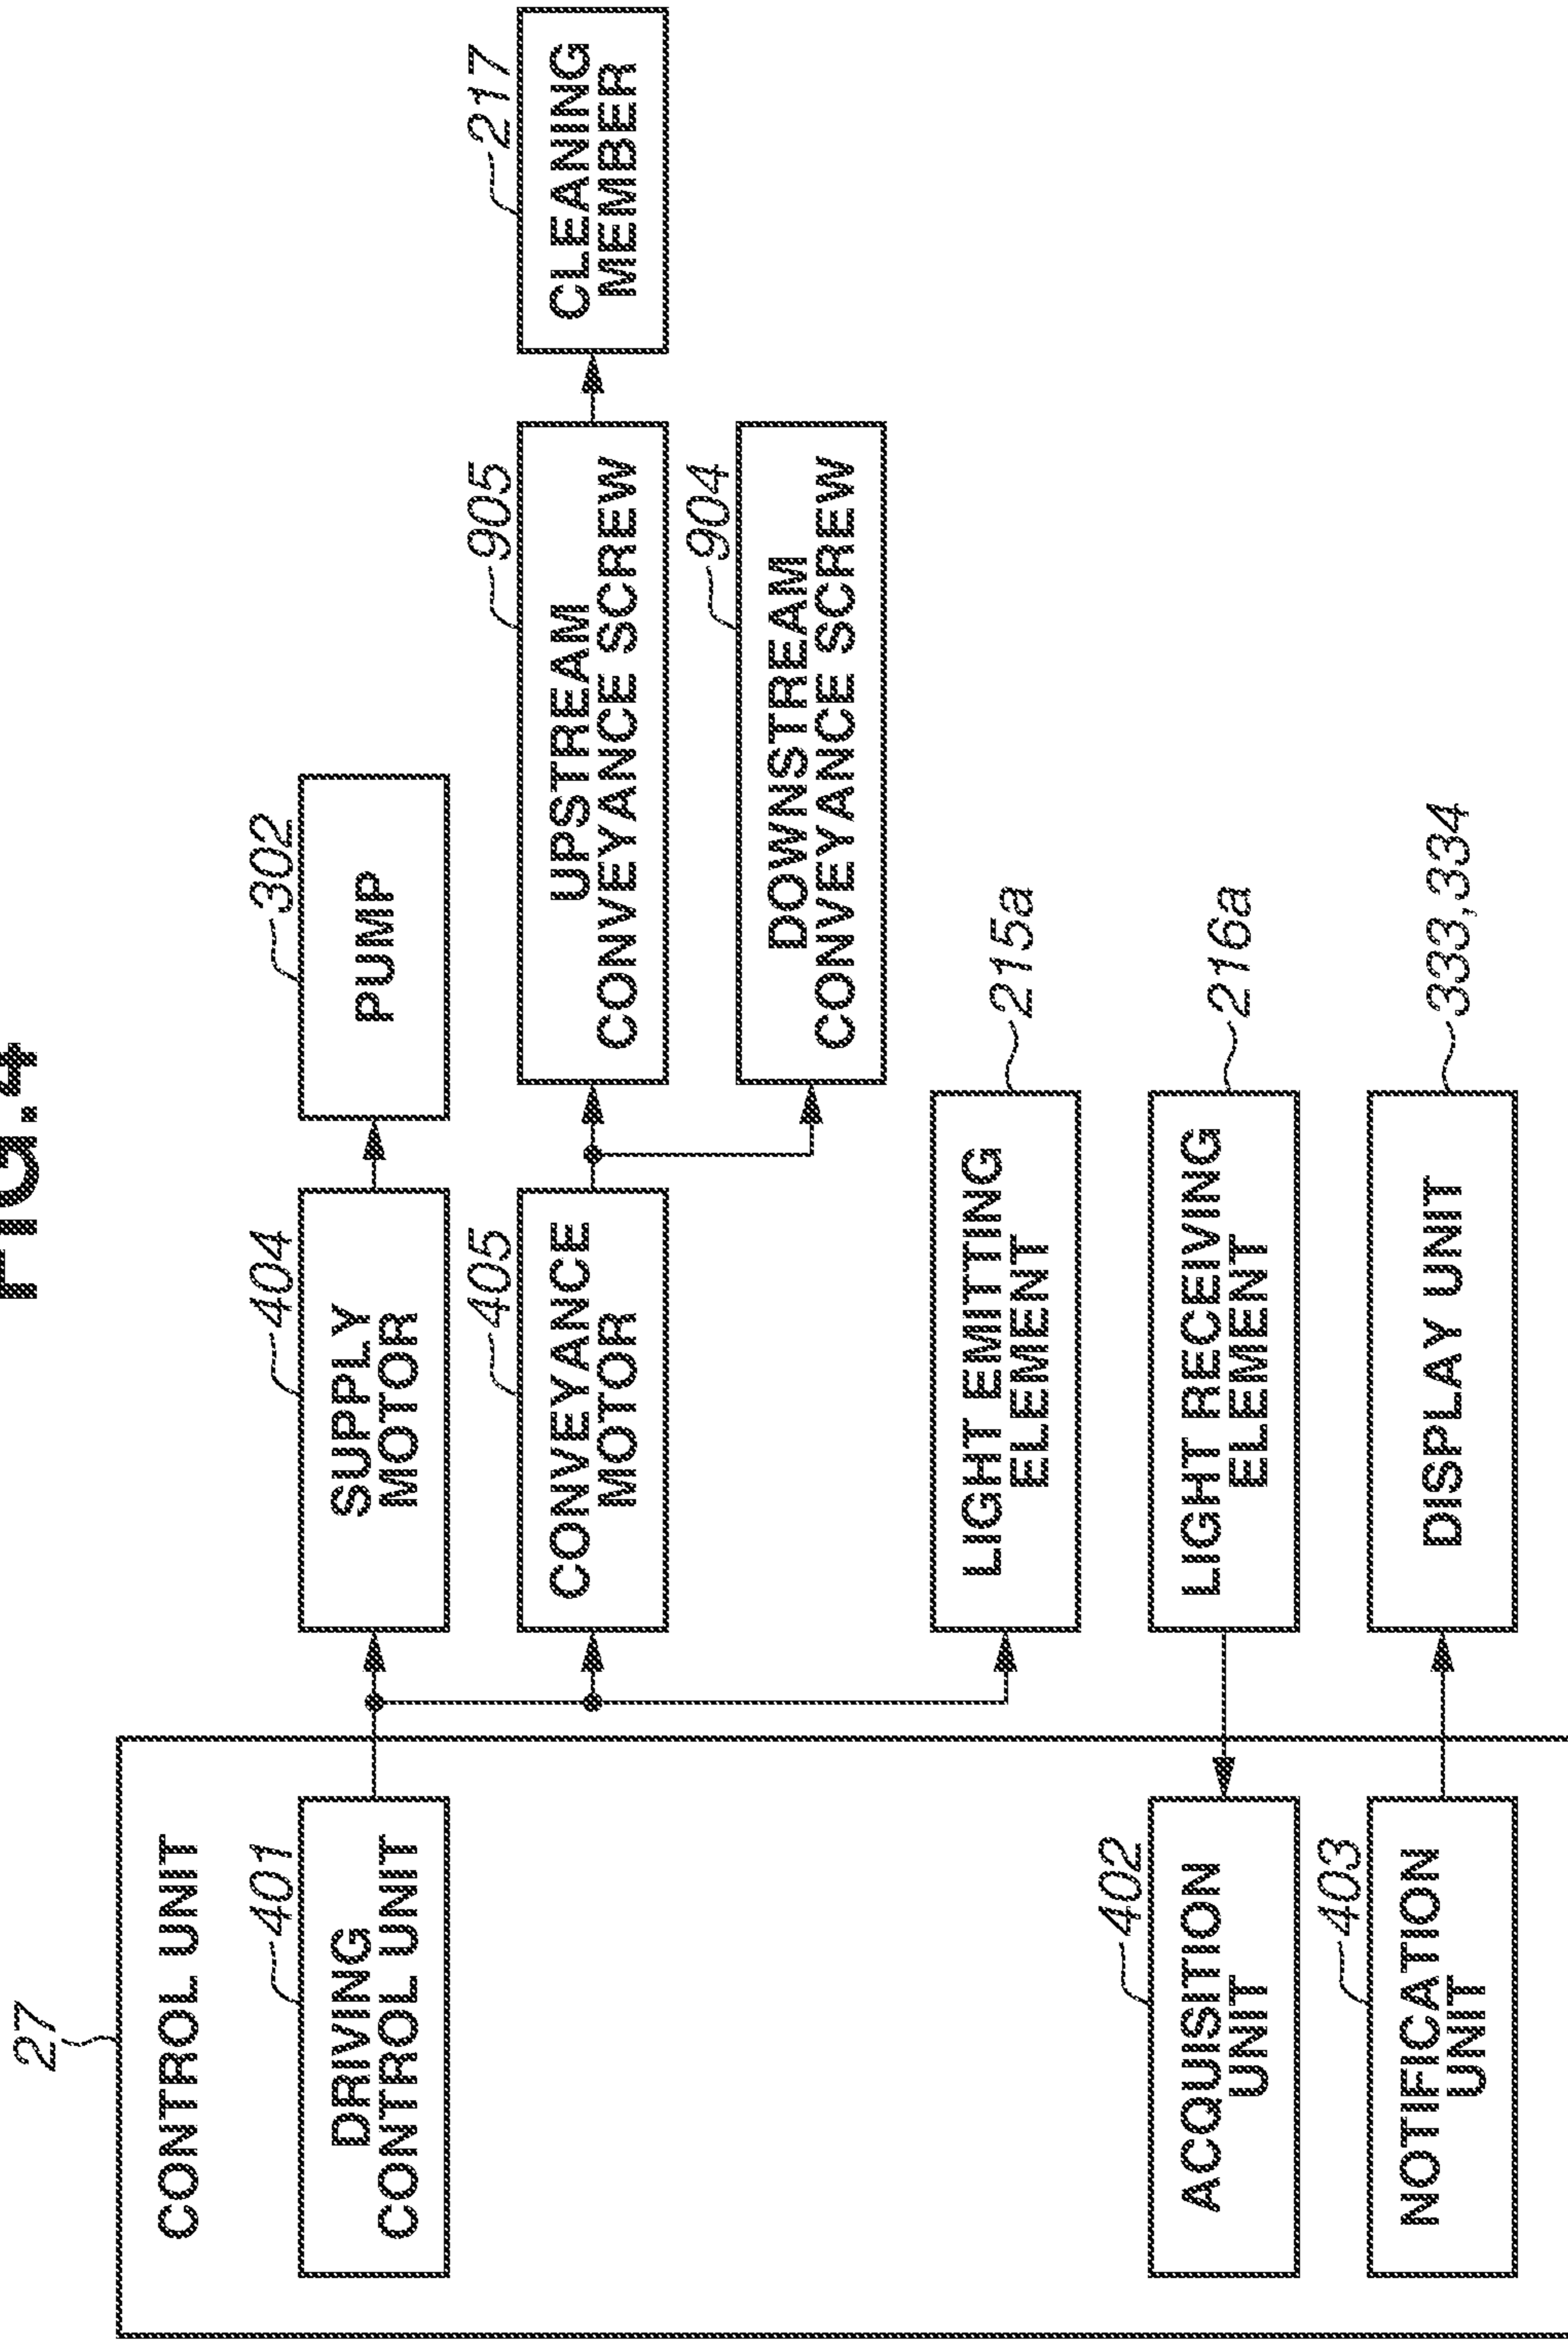 FIG.4
27
CONTROL UNIT
401
DRIVING
CONTROL UNIT
404
SUPPLY
MOTOR
302
PUMP
405
CONVEYANCE
MOTOR
905
UPSTREAM
CONVEYANCE SCREW
217
CLEANING
MEMBER
904
DOWNSTREAM
CONVEYANCE SCREW
LIGHT EMITTING
ELEMENT
215a
402
ACQUISITION
UNIT
LIGHT RECEIVING
ELEMENT
216a
403
NOTIFICATION
UNIT
DISPLAY UNIT
333,334